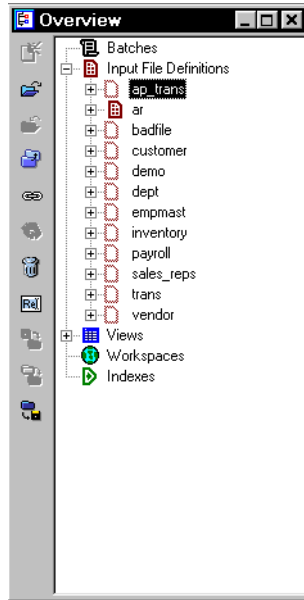 Overview
Batches
Input File Definitions
ap_trans
ar
badfile
customer
demo
dept
empmast
inventory
payroll
sales_reps
trans
vendor
Views
Workspaces
Indexes